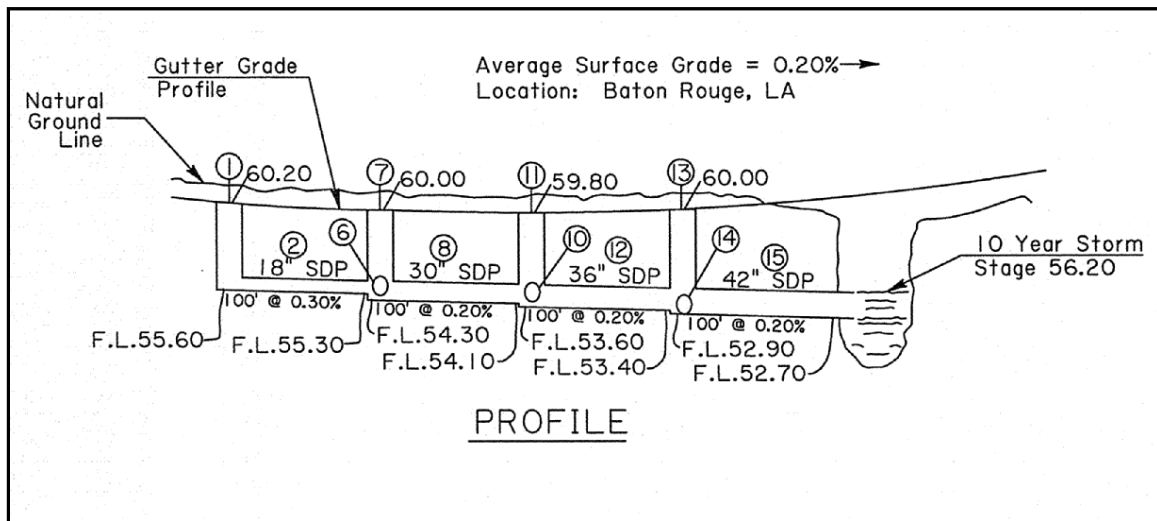 Gutter Grade
Profile
Average Surface Grade = 0.20%→
Location: Baton Rouge, LA
Natural
Ground
Line
1 60.20
7 60.00
11 59.80
13 60.00
2
18" SDP
6
8
30" SDP
10
12
36" SDP
14
15
42" SDP
10 Year Storm
Stage 56.20
100' @ 0.30%
100' @ 0.20%
100' @ 0.20%
100' @ 0.20%
F.L.55.60
F.L.55.30
F.L.54.30
F.L.54.10
F.L.53.60
F.L.53.40
F.L.52.90
F.L.52.70
PROFILE